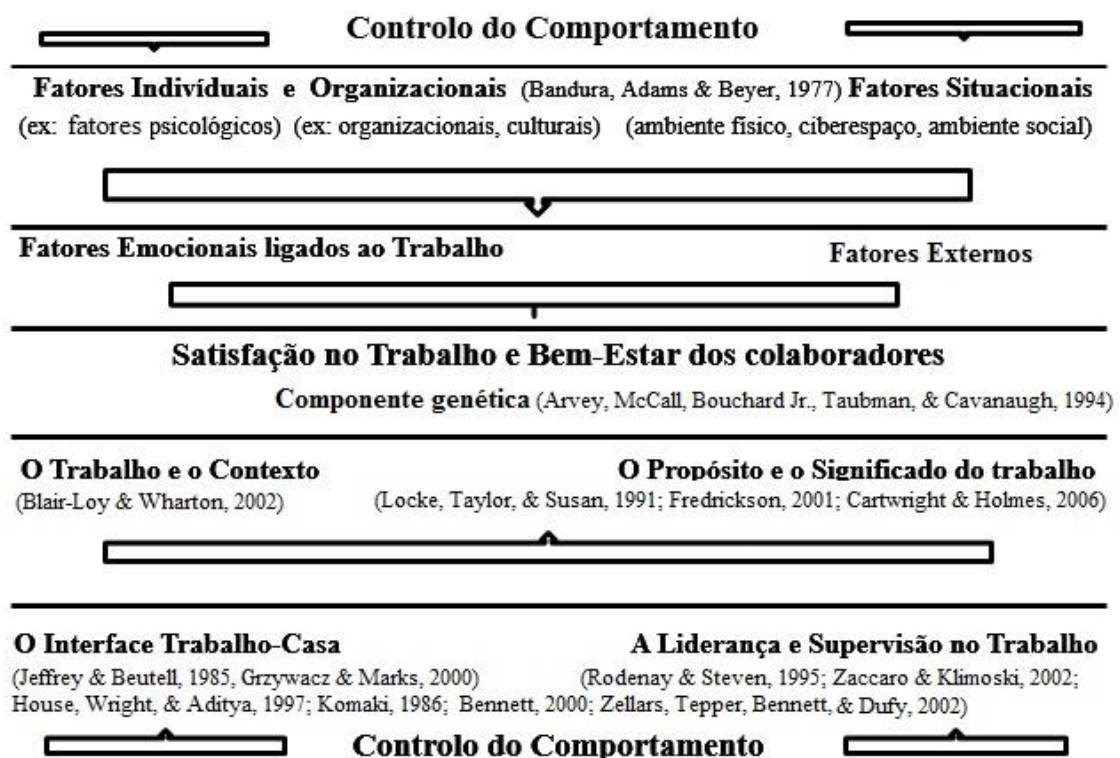 Controlo do Comportamento
Fatores Indivíduais e Organizacionais (Bandura, Adams & Beyer, 1977) Fatores Situacionais
(ex: fatores psicológicos) (ex: organizacionais, culturais) (ambiente físico, ciberespaço, ambiente social)
Fatores Emocionais ligados ao Trabalho Fatores Externos
Satisfação no Trabalho e Bem-Estar dos colaboradores
Componente genética (Arvey, McCall, Bouchard Jr., Taubman, & Cavanaugh, 1994)
O Trabalho e o Contexto O Propósito e o Significado do trabalho
(Blair-Loy & Wharton, 2002) (Locke, Taylor, & Susan, 1991; Fredrickson, 2001; Cartwright & Holmes, 2006)
O Interface Trabalho-Casa A Liderança e Supervisão no Trabalho
(Jeffrey & Beutell, 1985, Grzywacz & Marks, 2000) (Rodenay & Steven, 1995; Zaccaro & Klimoski, 2002;
House, Wright, & Aditya, 1997; Komaki, 1986; Bennett, 2000; Zellars, Tepper, Bennett, & Dufy, 2002)
Controlo do Comportamento